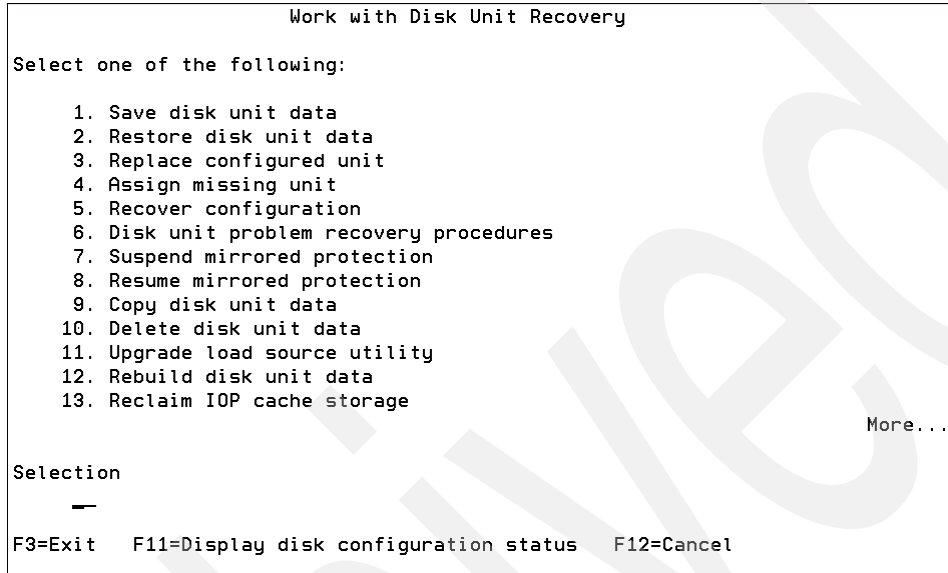 Work with Disk Unit Recovery
Select one of the following:
1. Save disk unit data
2. Restore disk unit data
3. Replace configured unit
4. Assign missing unit
5. Recover configuration
6. Disk unit problem recovery procedures
7. Suspend mirrored protection
8. Resume mirrored protection
9. Copy disk unit data
10. Delete disk unit data
11. Upgrade load source utility
12. Rebuild disk unit data
13. Reclaim IOP cache storage
More...
Selection
F3=Exit F11=Display disk configuration status F12=Cancel